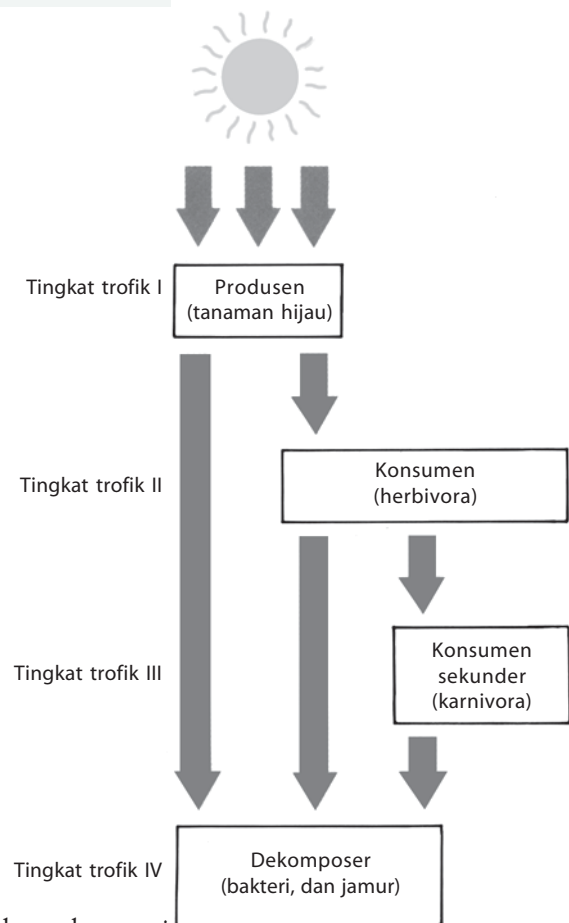 Tingkat trofik I
Produsen
(tanaman hijau)
Tingkat trofik II
Konsumen
(herbivora)
Tingkat trofik III
Konsumen
sekunder
(karnivora)
Tingkat trofik IV
Dekomposer
(bakteri, dan jamur)